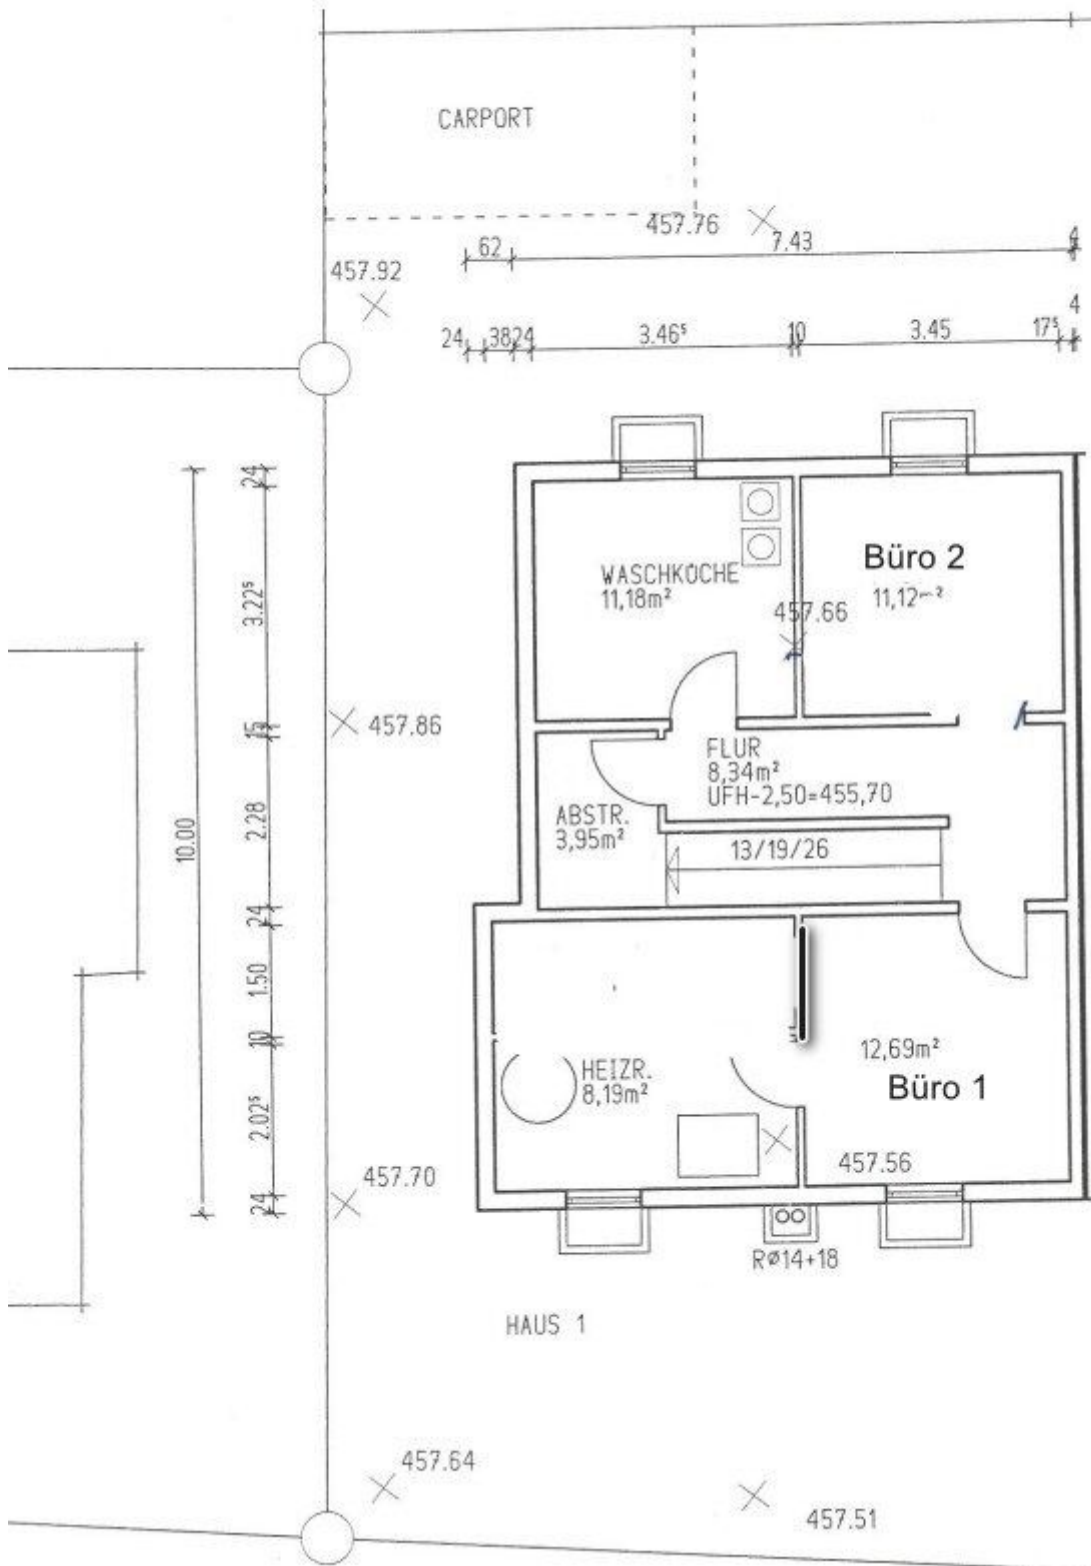 CARPORT
457.76
62
7.43
4
457.92
4
24
38
24
3.46⁵
10
3.45
17⁵
24
3.22⁵
15
2.28
24
1.50
10
2.02⁵
24
10.00
WASCHKÜCHE
11,18m²
Büro 2
11,12m²
457.66
457.86
FLUR
8,34m²
UFH-2,50=455,70
ABSTR.
3,95m²
13/19/26
HEIZR.
8,19m²
12,69m²
Büro 1
457.56
457.70
RØ14+18
HAUS 1
457.64
457.51